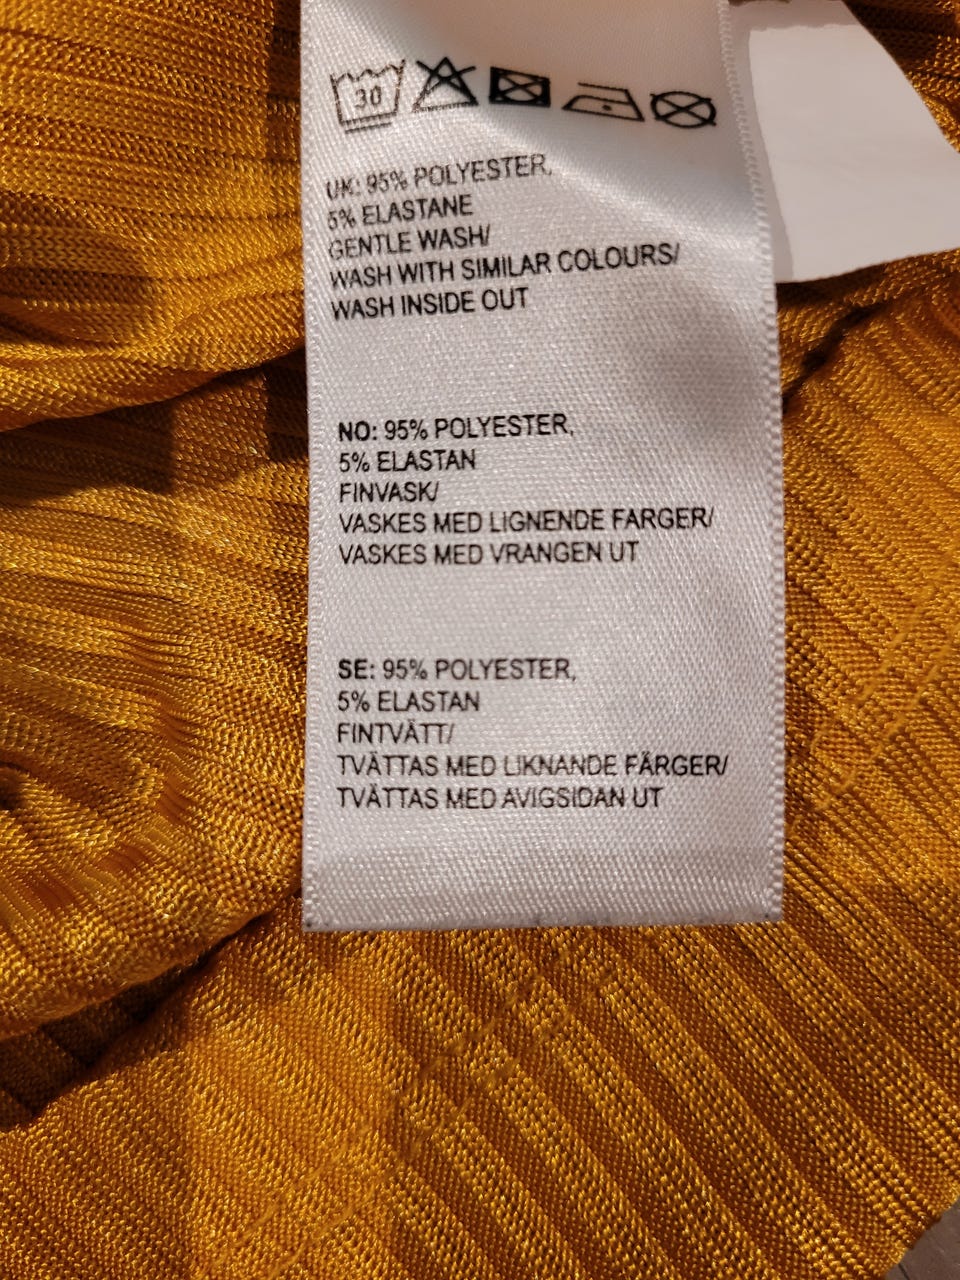 30
UK: 95% POLYESTER,
5% ELASTANE
GENTLE WASH/
WASH WITH SIMILAR COLOURS/
WASH INSIDE OUT
NO: 95% POLYESTER,
5% ELASTAN
FINVASK/
VASKES MED LIGNENDE FARGER/
VASKES MED VRANGEN UT
SE: 95% POLYESTER,
5% ELASTAN
FINTVÄTT/
TVÄTTAS MED LIKNANDE FÄRGER/
TVÄTTAS MED AVIGSIDAN UT